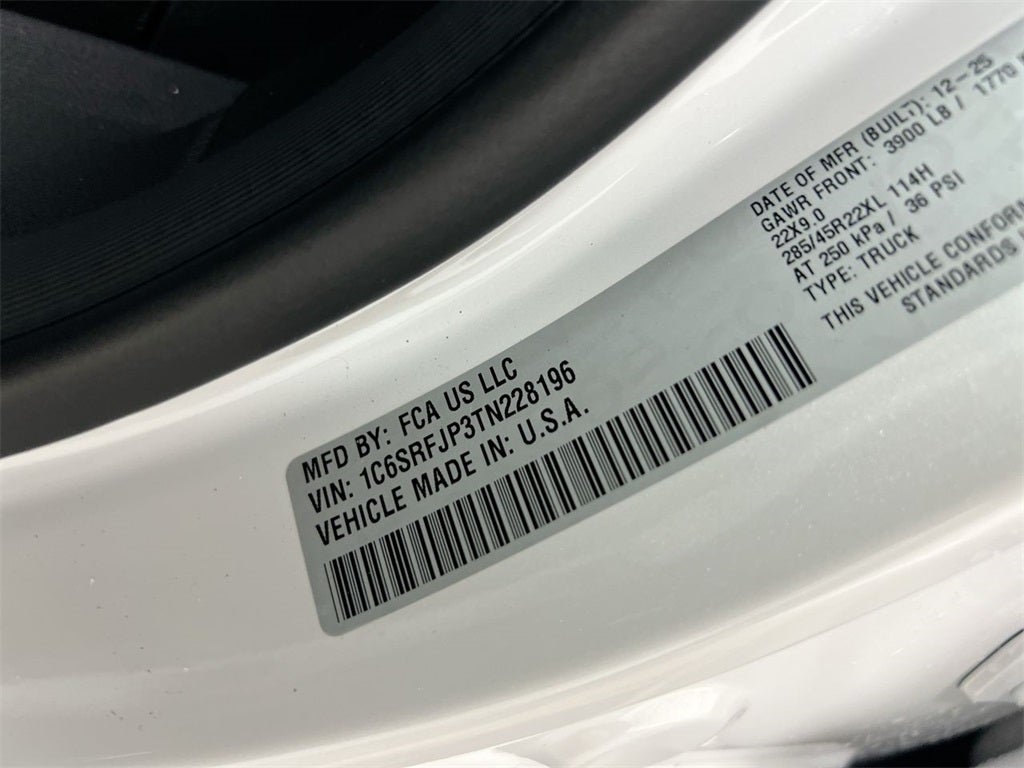 MFD BY: FCA US LLC
VIN: 1C6SRFJP3TN228196
VEHICLE MADE IN: U.S.A.
DATE OF MFR (BUILT): 12-25
GAWR FRONT: 3900 LB / 1770
22X9.0
285/45R22XL 114H
AT 250 kPa / 36 PSI
TYPE: TRUCK
THIS VEHICLE
STANDARDS